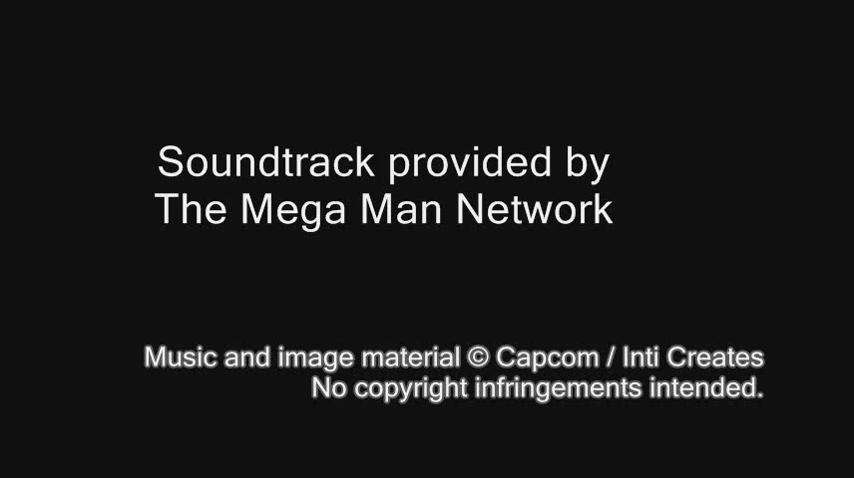 Soundtrack provided by
The Mega Man Network
Music and image material © Capcom / Inti Creates
No copyright infringements intended.